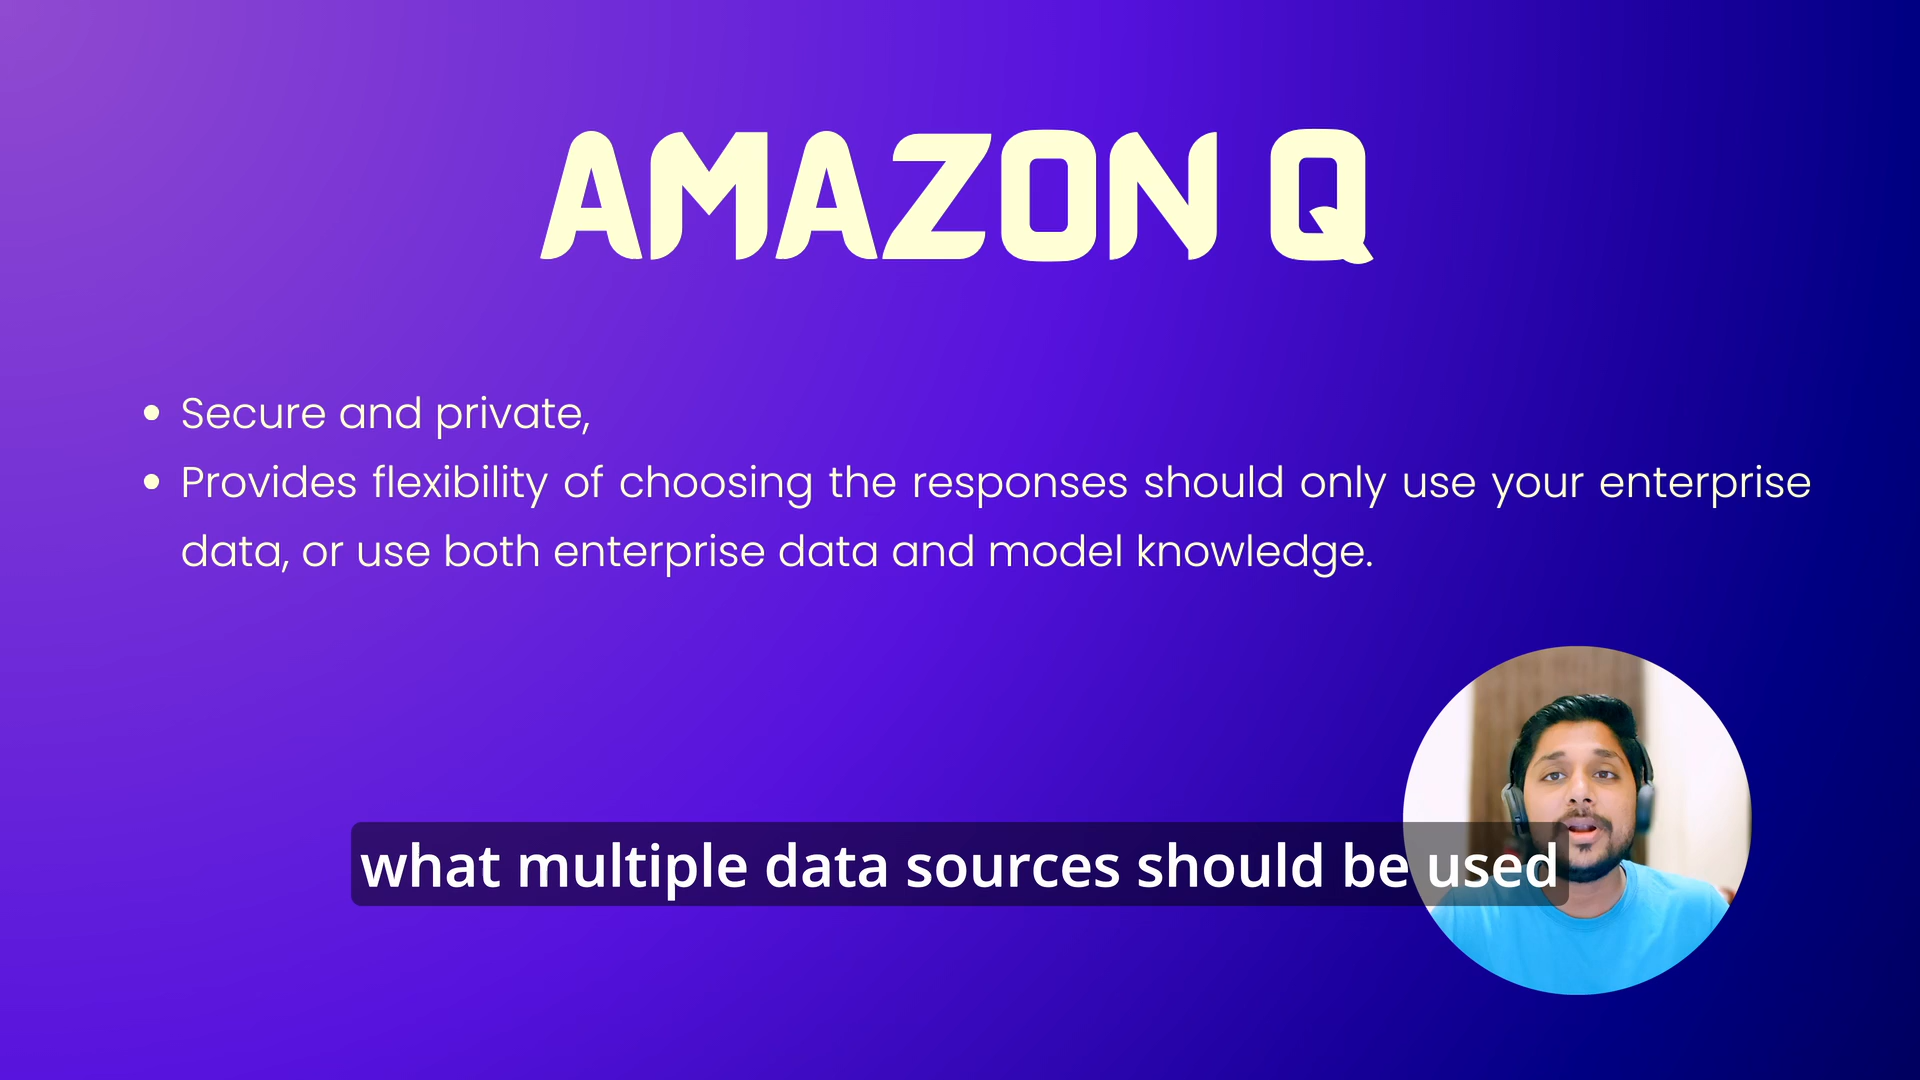 AMAZON Q
• Secure and private,
• Provides flexibility of choosing the responses should only use your enterprise
data, or use both enterprise data and model knowledge.
what multiple data sources should be used